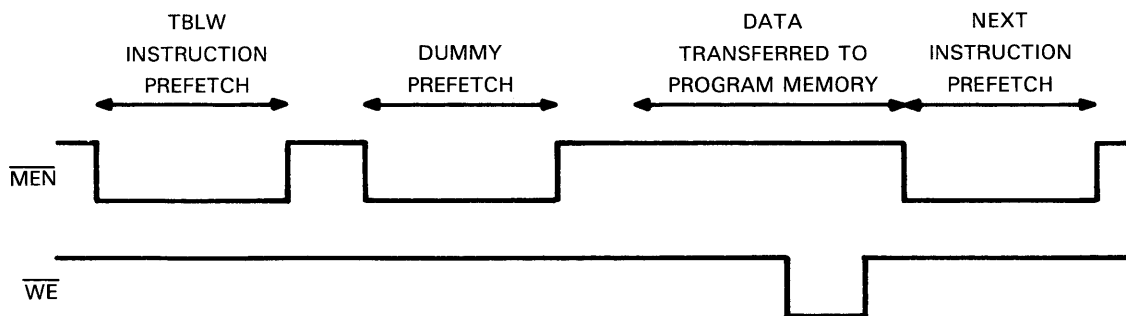 TBLW
INSTRUCTION
PREFETCH
DUMMY
PREFETCH
DATA
TRANSFERRED TO
PROGRAM MEMORY
NEXT
INSTRUCTION
PREFETCH
MEN
WE